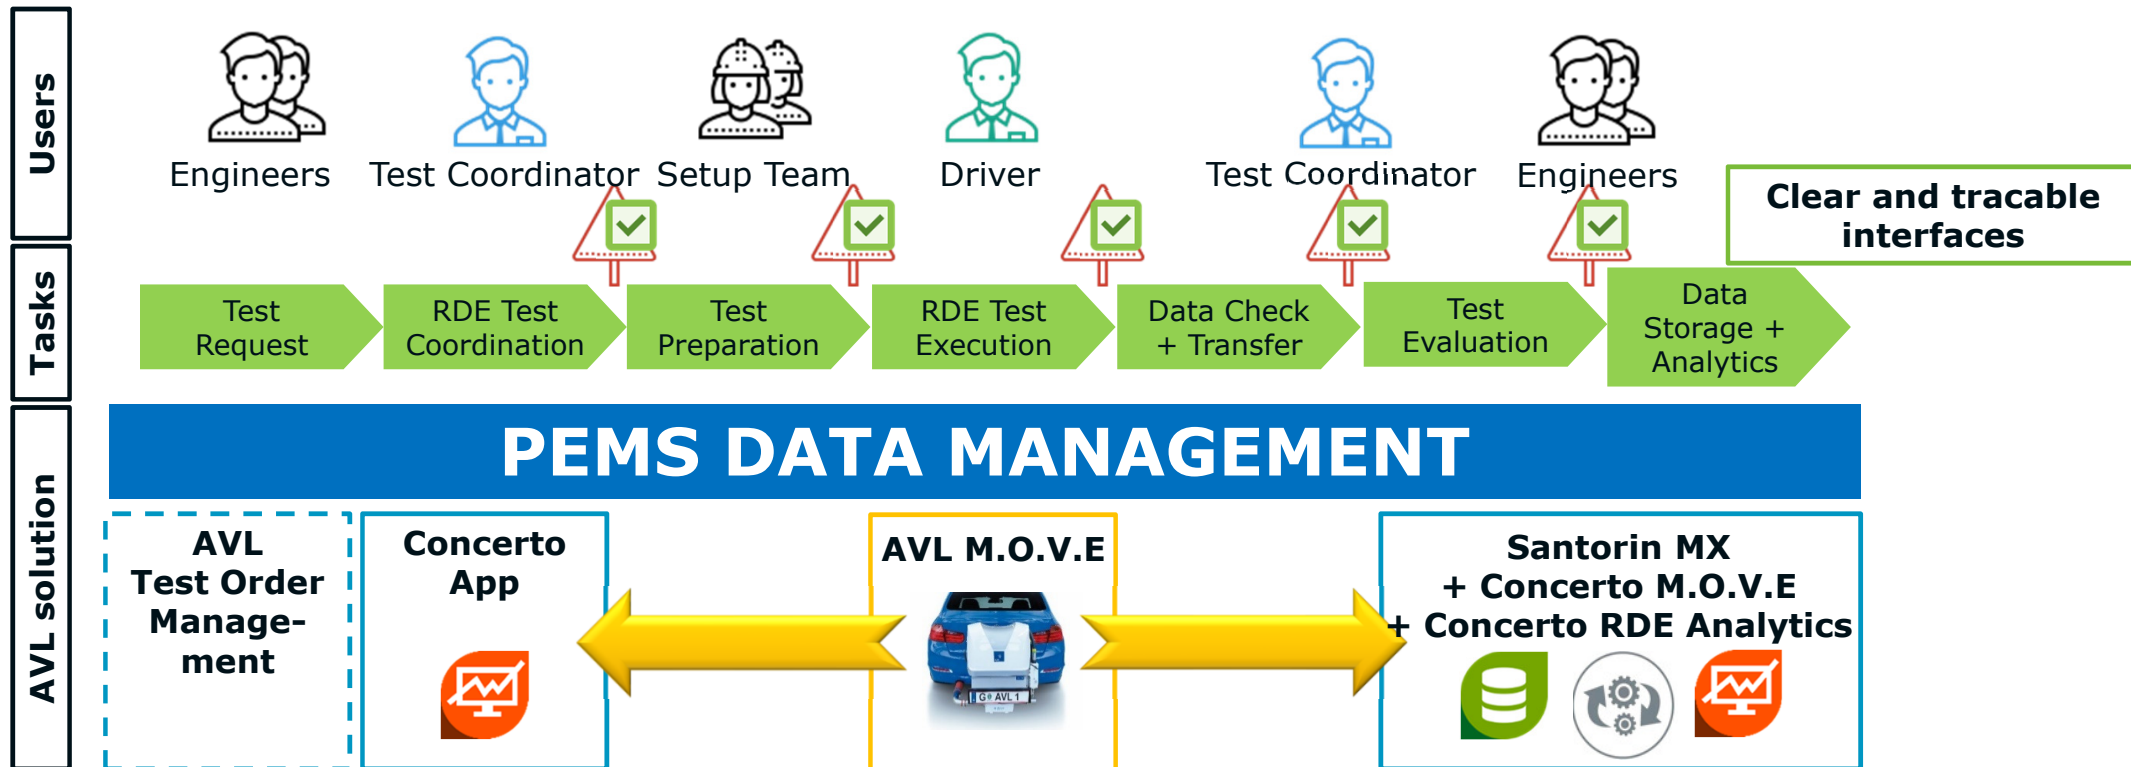 Users
Engineers
Test Coordinator
Setup Team
Driver
Test Coordinator
Engineers
Clear and tracable
interfaces
Tasks
Test
Request
RDE Test
Coordination
Test
Preparation
RDE Test
Execution
Data Check
+ Transfer
Test
Evaluation
Data
Storage +
Analytics
AVL solution
PEMS DATA MANAGEMENT
AVL
Test Order
Manage-
ment
Concerto
App
AVL M.O.V.E
G AVL 1
Santorin MX
+ Concerto M.O.V.E
+ Concerto RDE Analytics